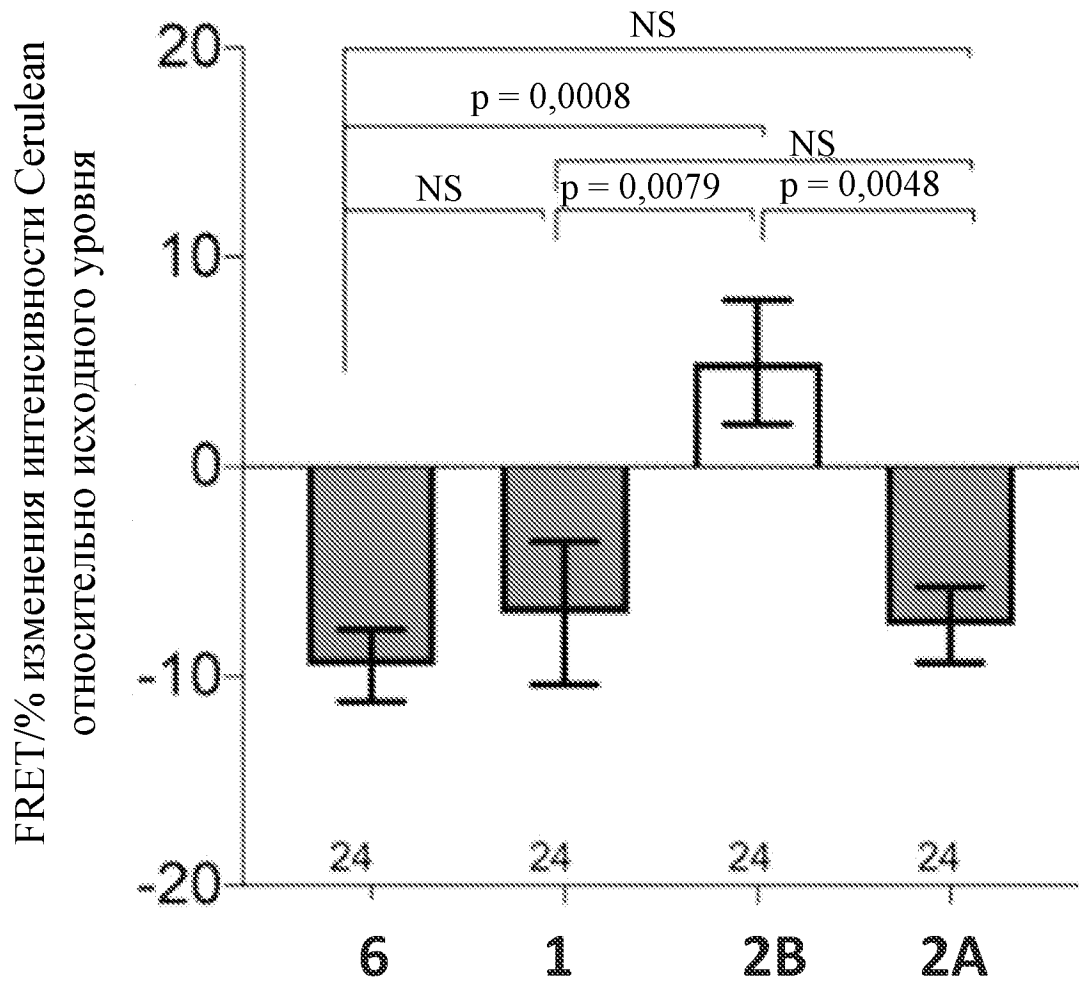 FRET/% изменения интенсивности Cerulean
относительно исходного уровня
20
10
0
-10
-20
NS
p = 0,0008
NS
NS
p = 0,0079
p = 0,0048
24 24 24 24
6 1 2B 2A